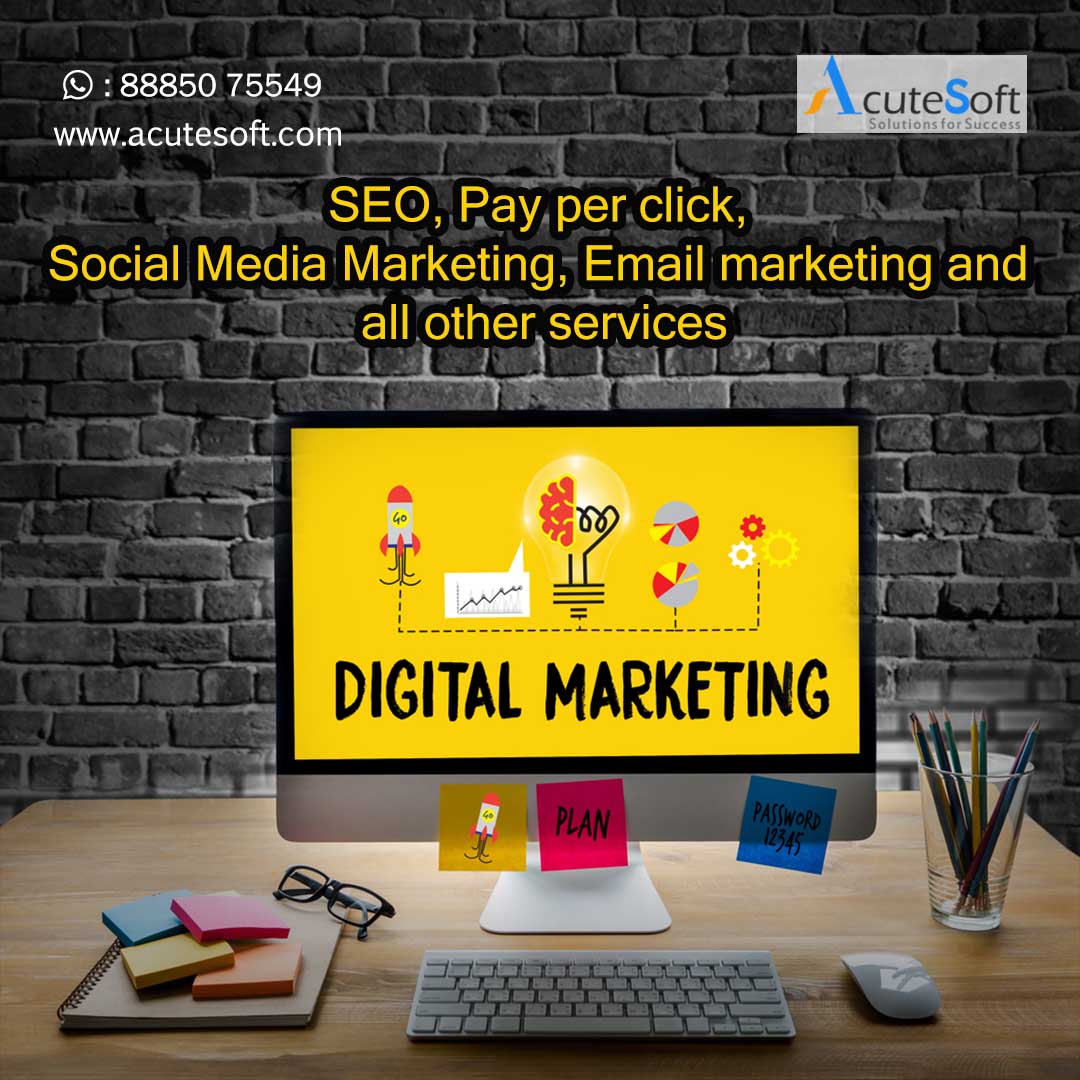 : 88850 75549
www.acutesoft.com
AcuteSoft
Solutions for Success
SEO, Pay per click,
Social Media Marketing, Email marketing and
all other services
GO
DIGITAL MARKETING
GO
PLAN
PASSWORD
12345